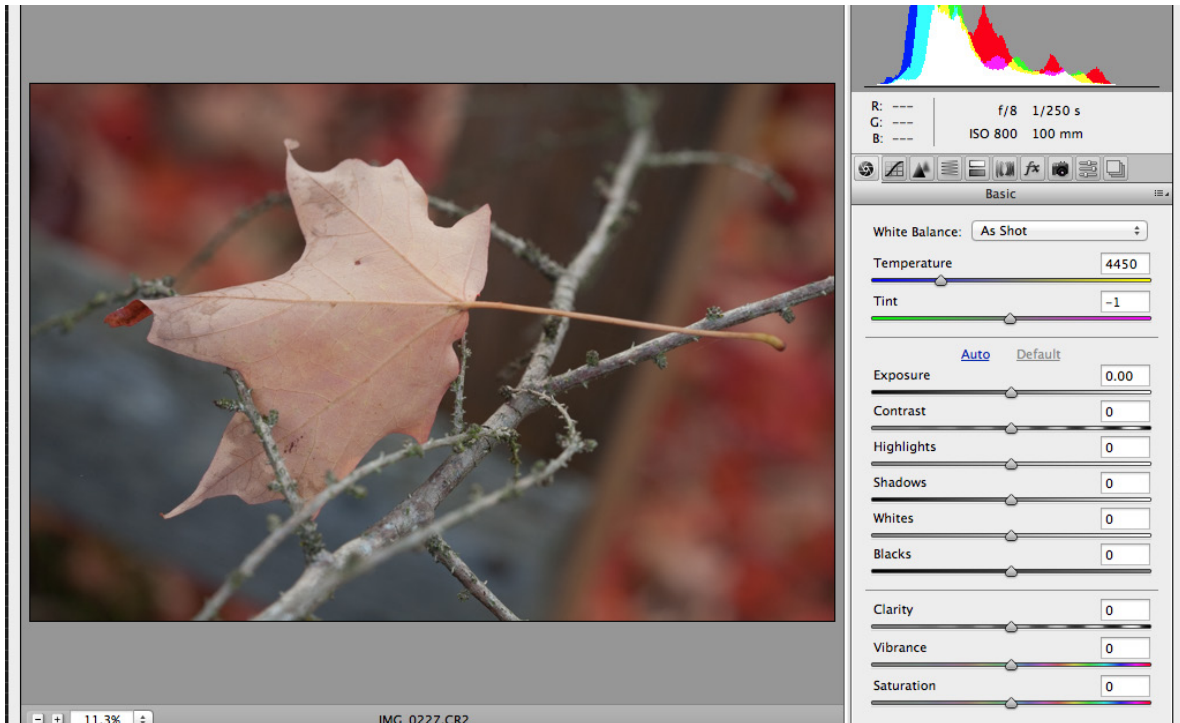 R: ---
G: ---
B: ---
f/8 1/250 s
ISO 800 100 mm
fx
Basic
White Balance: As Shot
Temperature 4450
Tint -1
Auto Default
Exposure 0.00
Contrast 0
Highlights 0
Shadows 0
Whites 0
Blacks 0
Clarity 0
Vibrance 0
Saturation 0
11.3% IMG_0227.CR2